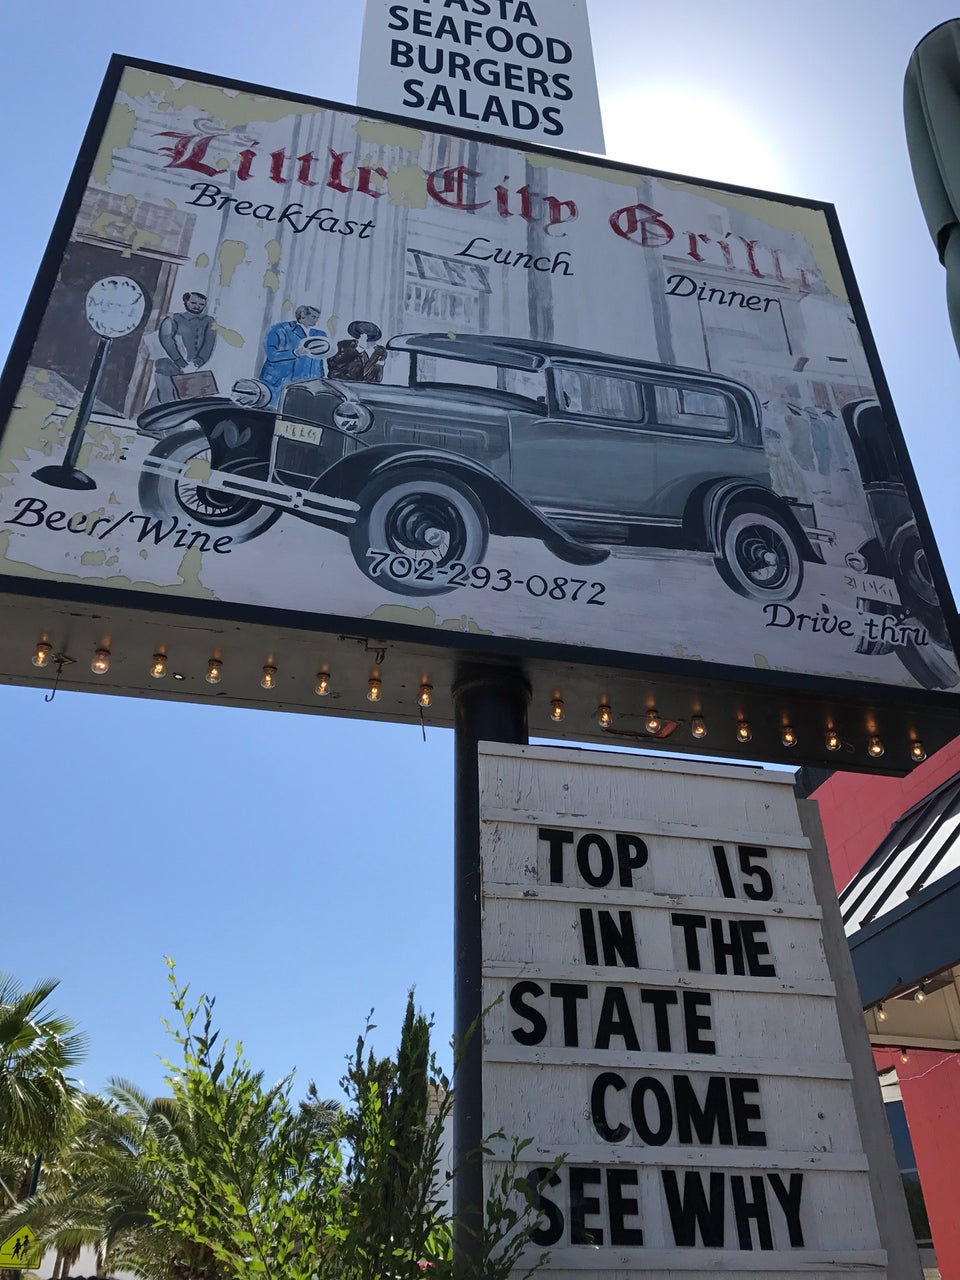 PASTA
SEAFOOD
BURGERS
SALADS
Little City Grill
Breakfast
Lunch
Dinner
Beer/Wine
702-293-0872
Drive thru
TOP 15
IN THE
STATE
COME
SEE WHY